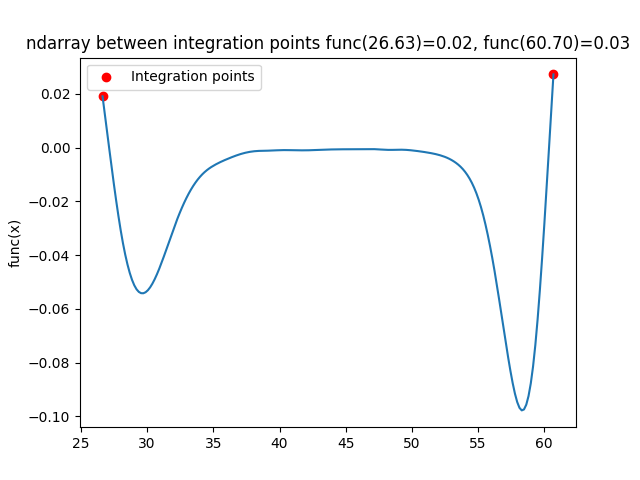 ndarray between integration points func(26.63)=0.02, func(60.70)=0.03
Integration points
func(x)
0.02
0.00
−0.02
−0.04
−0.06
−0.08
−0.10
25 30 35 40 45 50 55 60